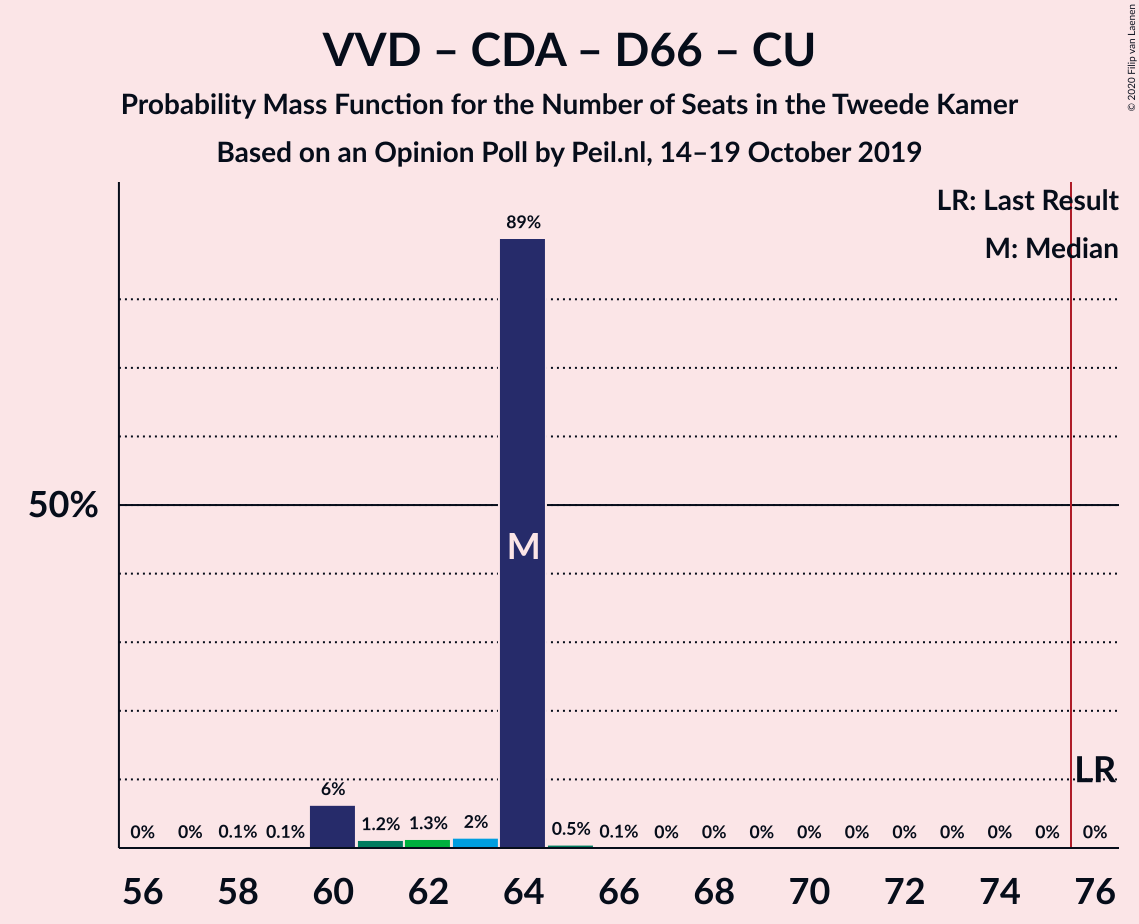 VVD – CDA – D66 – CU
Probability Mass Function for the Number of Seats in the Tweede Kamer
Based on an Opinion Poll by Peil.nl, 14–19 October 2019
© 2020 Filip van Laenen
LR: Last Result
M: Median
89%
50%
M
LR
6%
0% 0% 0.1% 0.1% 1.2% 1.3% 2% 0.5% 0.1% 0% 0% 0% 0% 0% 0% 0% 0% 0% 0%
56 58 60 62 64 66 68 70 72 74 76